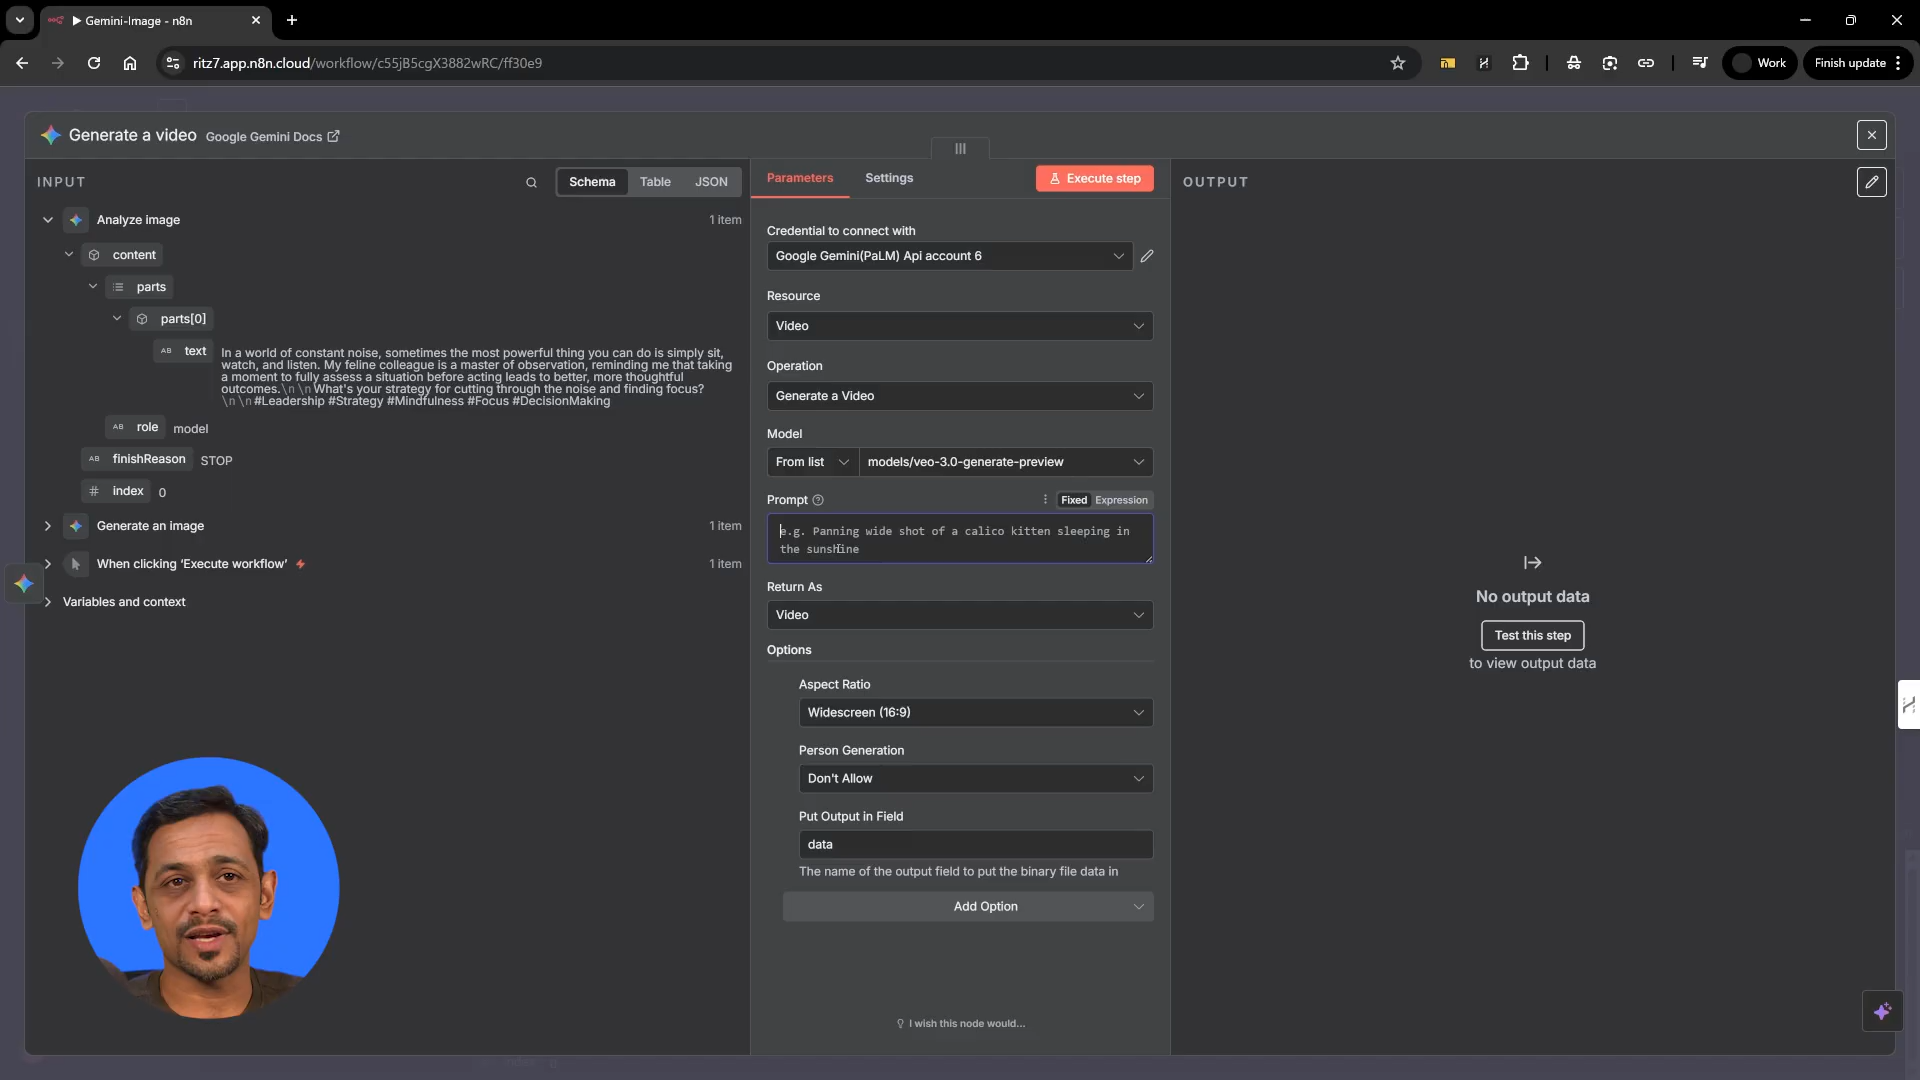 ▶ Gemini-Image - n8n
ritz7.app.n8n.cloud/workflow/c55jB5cgX3882wRC/ff30e9
Work
Finish update
Generate a video
Google Gemini Docs
INPUT
Schema
Table
JSON
Analyze image
1 item
content
parts
parts[0]
AB text
In a world of constant noise, sometimes the most powerful thing you can do is simply sit,
watch, and listen. My feline colleague is a master of observation, reminding me that taking
a moment to fully assess a situation before acting leads to better, more thoughtful
outcomes.\n\nWhat's your strategy for cutting through the noise and finding focus?
\n\n#Leadership #Strategy #Mindfulness #Focus #DecisionMaking
AB role
model
AB finishReason
STOP
# index
0
Generate an image
1 item
When clicking ‘Execute workflow’
1 item
Variables and context
Parameters
Settings
Execute step
Credential to connect with
Google Gemini(PaLM) Api account 6
Resource
Video
Operation
Generate a Video
Model
From list
models/veo-3.0-generate-preview
Prompt
Fixed
Expression
e.g. Panning wide shot of a calico kitten sleeping in
the sunshine
Return As
Video
Options
Aspect Ratio
Widescreen (16:9)
Person Generation
Don't Allow
Put Output in Field
data
The name of the output field to put the binary file data in
Add Option
I wish this node would...
OUTPUT
No output data
Test this step
to view output data